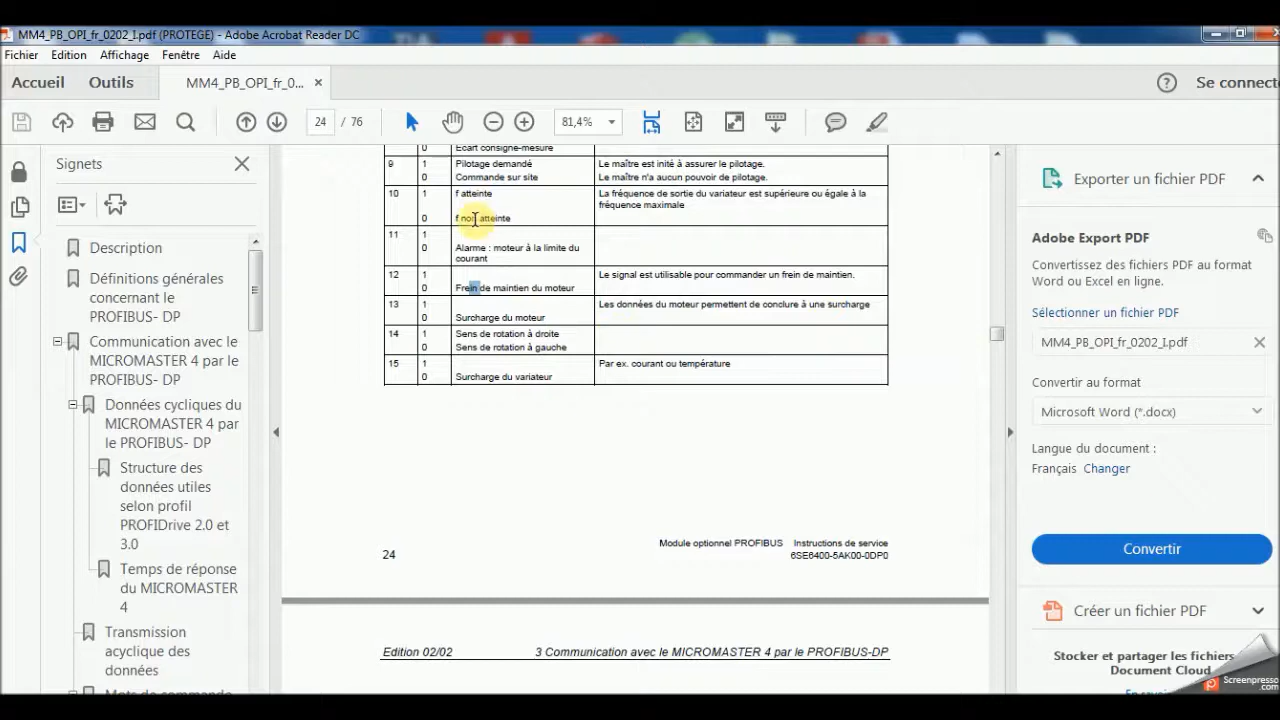 MM4_PB_OPI_fr_0202_I.pdf (PROTEGE) - Adobe Acrobat Reader DC
Fichier Edition Affichage Fenêtre Aide
Accueil Outils MM4_PB_OPI_fr_0... × Se connect
24 / 76 81,4%
Signets
Description
Définitions générales
concernant le
PROFIBUS- DP
Communication avec le
MICROMASTER 4 par le
PROFIBUS- DP
Données cycliques du
MICROMASTER 4 par
le PROFIBUS- DP
Structure des
données utiles
selon profil
PROFIDrive 2.0 et
3.0
Temps de réponse
du MICROMASTER
4
Transmission
acyclique des
données
Mots de commande
0 Ecart consigne-mesure
9 1 Pilotage demandé Le maître est inité à assurer le pilotage.
0 Commande sur site Le maître n'a aucun pouvoir de pilotage.
10 1 f atteinte La fréquence de sortie du variateur est supérieure ou égale à la
fréquence maximale
0 f non atteinte
11 1
0 Alarme : moteur à la limite du
courant
12 1 Le signal est utilisable pour commander un frein de maintien.
0 Frein de maintien du moteur
13 1 Les données du moteur permettent de conclure à une surcharge
0 Surcharge du moteur
14 1 Sens de rotation à droite
0 Sens de rotation à gauche
15 1 Par ex. courant ou température
0 Surcharge du variateur
Module optionnel PROFIBUS Instructions de service
24 6SE6400-5AK00-0DP0
Edition 02/02 3 Communication avec le MICROMASTER 4 par le PROFIBUS-DP
Exporter un fichier PDF
Adobe Export PDF
Convertissez des fichiers PDF au format
Word ou Excel en ligne.
Sélectionner un fichier PDF
MM4_PB_OPI_fr_0202_I.pdf
Convertir au format
Microsoft Word (*.docx)
Langue du document :
Français Changer
Convertir
Créer un fichier PDF
Stocker et partager les fichiers
Document Cloud
Screenpresso
.com